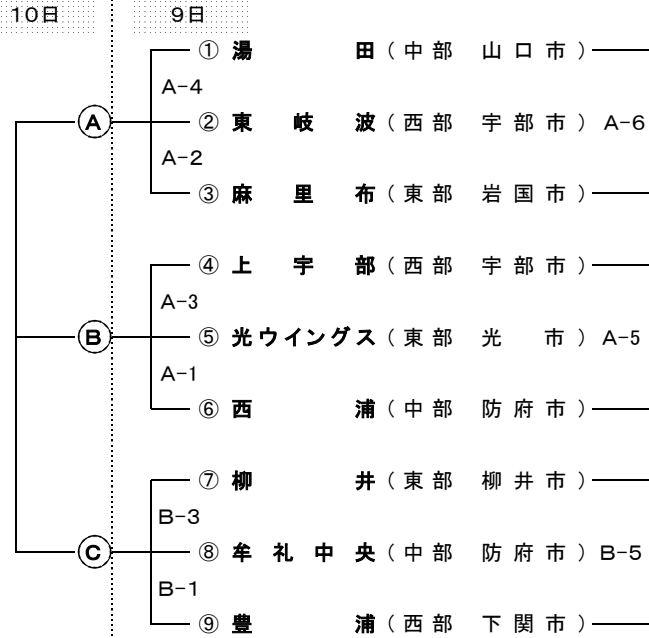 10日 9日
① 湯 田（中部 山口市）
A-4
Ⓐ ② 東 岐 波（西部 宇部市）A-6
A-2
③ 麻 里 布（東部 岩国市）
④ 上 宇 部（西部 宇部市）
A-3
Ⓑ ⑤ 光ウイングス（東部 光 市）A-5
A-1
⑥ 西 浦（中部 防府市）
⑦ 柳 井（東部 柳井市）
B-3
Ⓒ ⑧ 牟 礼 中 央（中部 防府市）B-5
B-1
⑨ 豊 浦（西部 下関市）